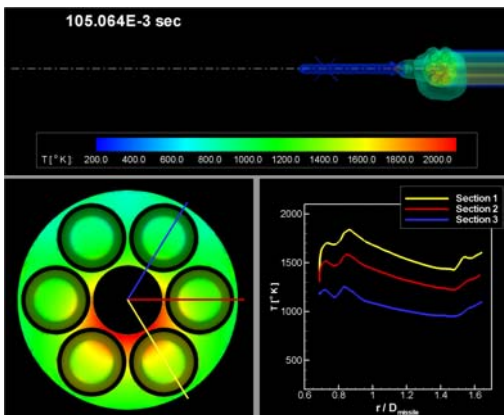 105.064E-3 sec
T[°K]
200.0 400.0 600.0 800.0 1000.0 1200.0 1400.0 1600.0 1800.0 2000.0
Section 1
Section 2
Section 3
2000
1500
1000
500
T[°K]
0.6 0.8 1 1.2 1.4 1.6
r / D missile